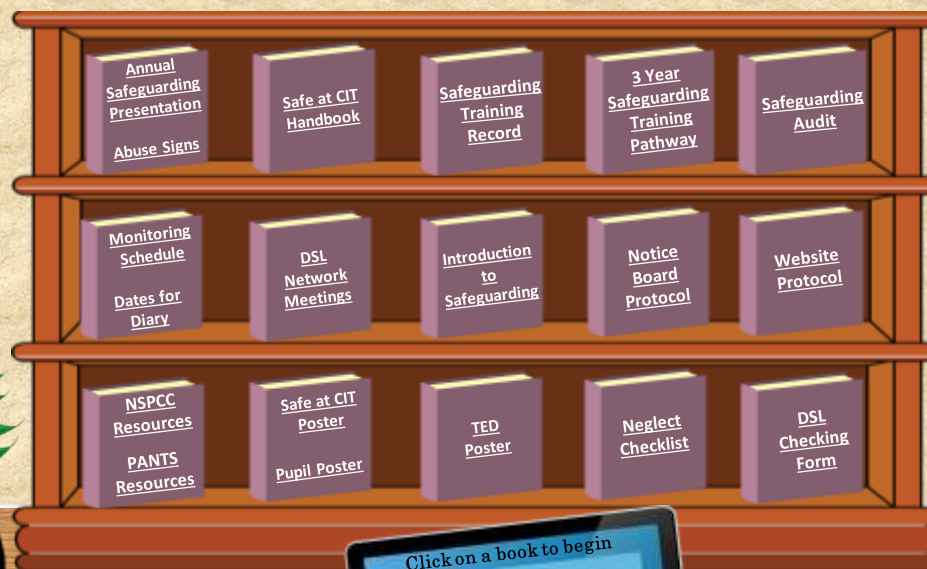 Annual
Safeguarding
Presentation
Abuse Signs
Safe at CIT
Handbook
Safeguarding
Training
Record
3 Year
Safeguarding
Training
Pathway
Safeguarding
Audit
Monitoring
Schedule
Dates for
Diary
DSL
Network
Meetings
Introduction
to
Safeguarding
Notice
Board
Protocol
Website
Protocol
NSPCC
Resources
PANTS
Resources
Safe at CIT
Poster
Pupil Poster
TED
Poster
Neglect
Checklist
DSL
Checking
Form
Click on a book to begin